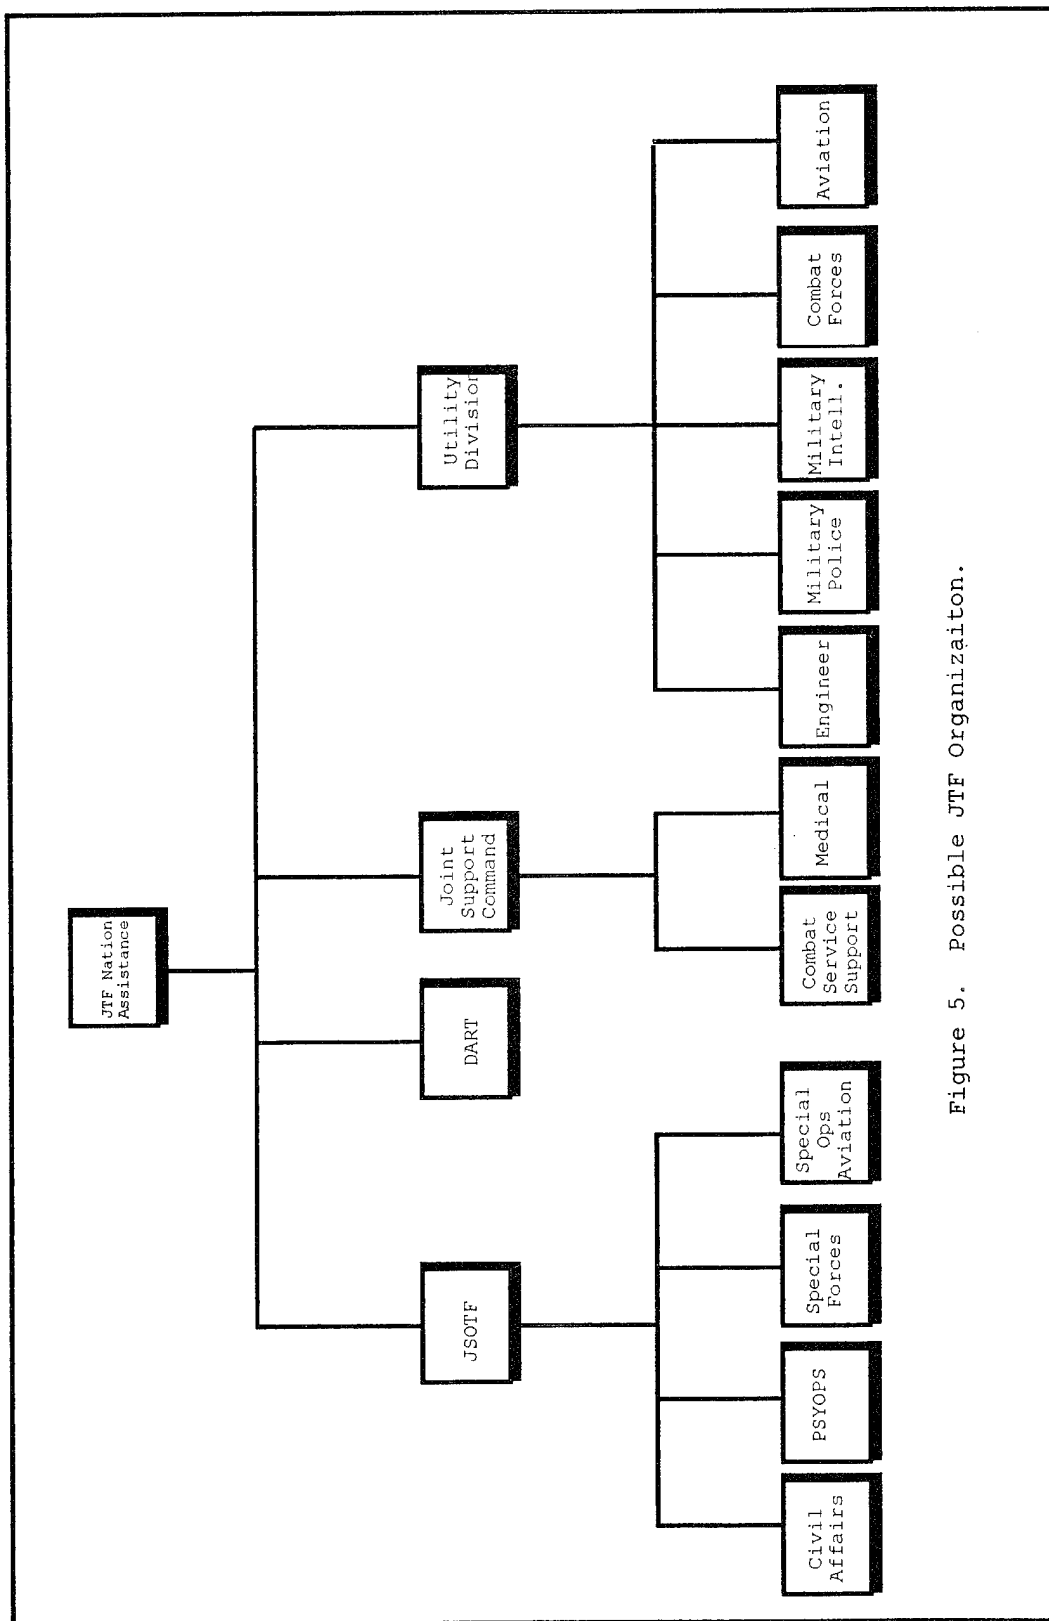 JTF Nation
Assistance
JSOTF
DART
Joint
Support
Command
Utility
Division
Civil
Affairs
PSYOPS
Special
Forces
Special
Ops
Aviation
Combat
Service
Support
Medical
Engineer
Military
Police
Military
Intell.
Combat
Forces
Aviation
Figure 5. Possible JTF Organizaiton.